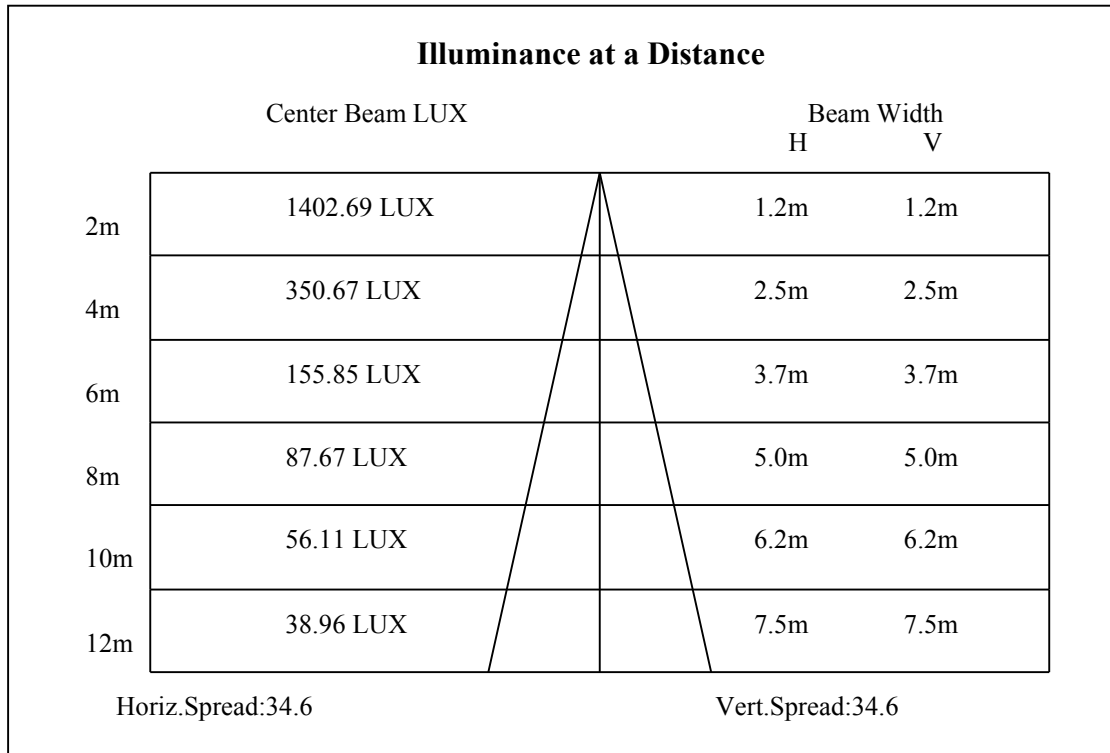 Illuminance at a Distance
Center Beam LUX Beam Width
H V
2m 1402.69 LUX 1.2m 1.2m
4m 350.67 LUX 2.5m 2.5m
6m 155.85 LUX 3.7m 3.7m
8m 87.67 LUX 5.0m 5.0m
10m 56.11 LUX 6.2m 6.2m
12m 38.96 LUX 7.5m 7.5m
Horiz.Spread:34.6 Vert.Spread:34.6